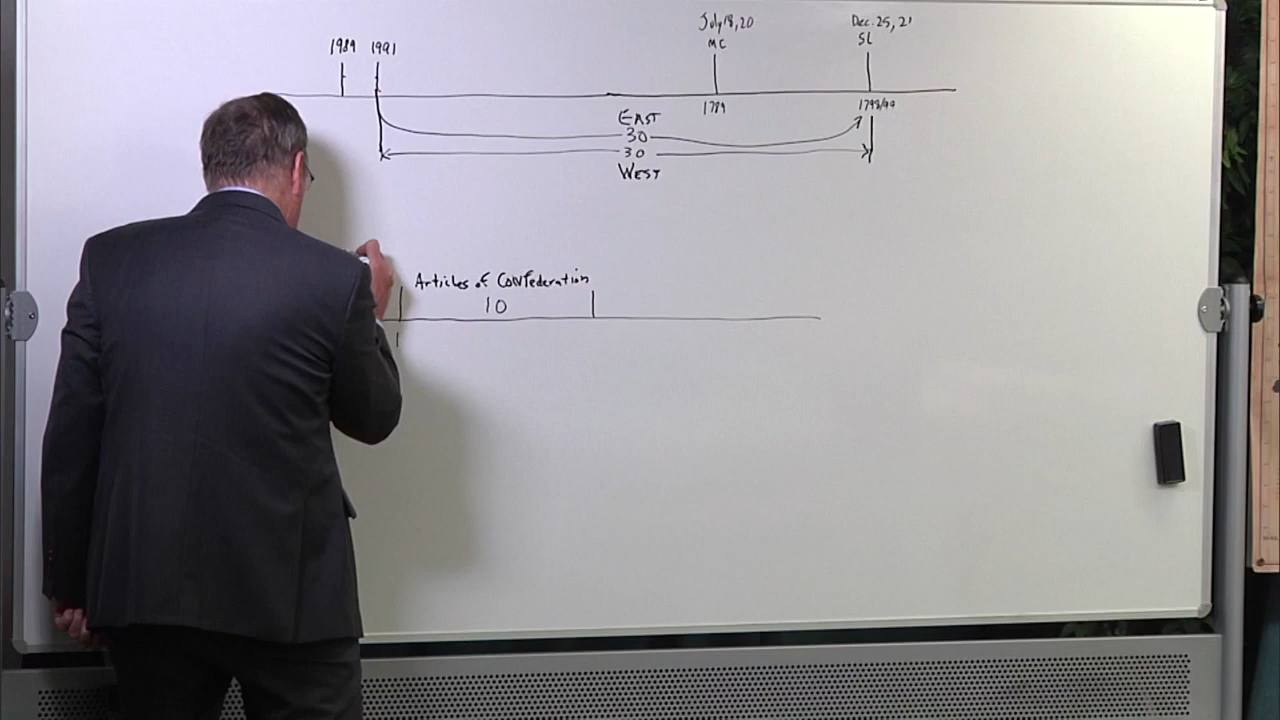 July 18, 20
MC
Dec. 25, 21
SL
1989 1991
1789
1798/99
EAST
30
30
WEST
Articles of Confederation
10
1